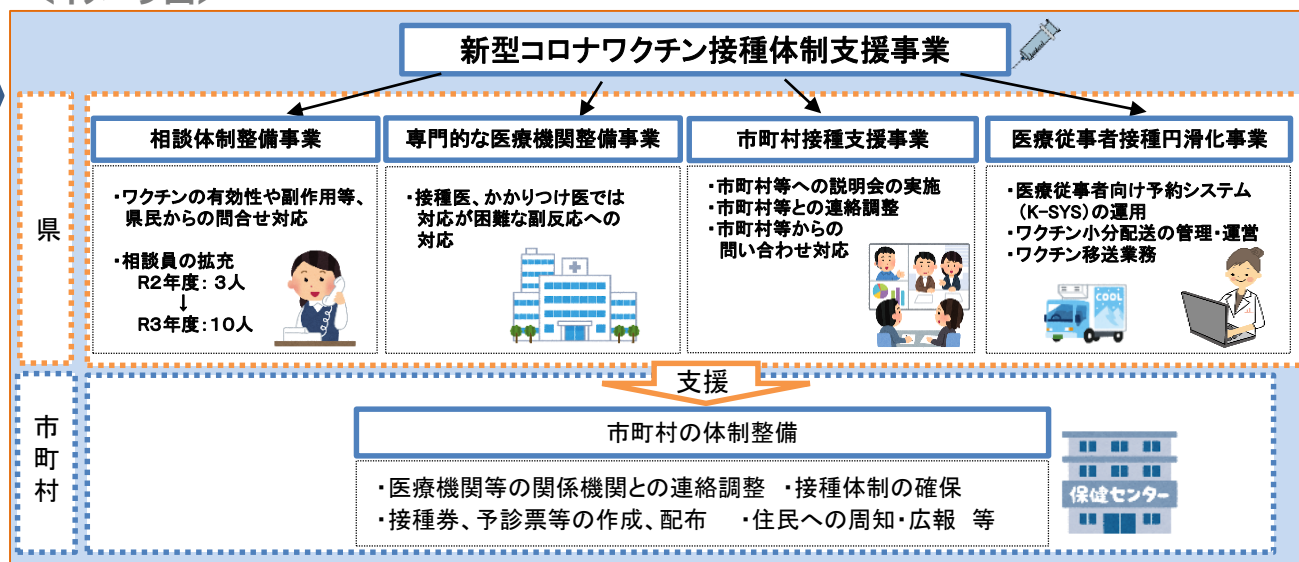 新型コロナワクチン接種体制支援事業
県
相談体制整備事業
・ワクチンの有効性や副作用等、
県民からの問合せ対応
・相談員の拡充
R2年度：3人
↓
R3年度：10人
専門的な医療機関整備事業
・接種医、かかりつけ医では
対応が困難な副反応への
対応
市町村接種支援事業
・市町村等への説明会の実施
・市町村等との連絡調整
・市町村等からの
問い合わせ対応
医療従事者接種円滑化事業
・医療従事者向け予約システム
（K-SYS）の運用
・ワクチン小分配送の管理・運営
・ワクチン移送業務
COOL
支援
市町村
市町村の体制整備
・医療機関等の関係機関との連絡調整　・接種体制の確保
・接種券、予診票等の作成、配布　・住民への周知・広報　等
保健センター